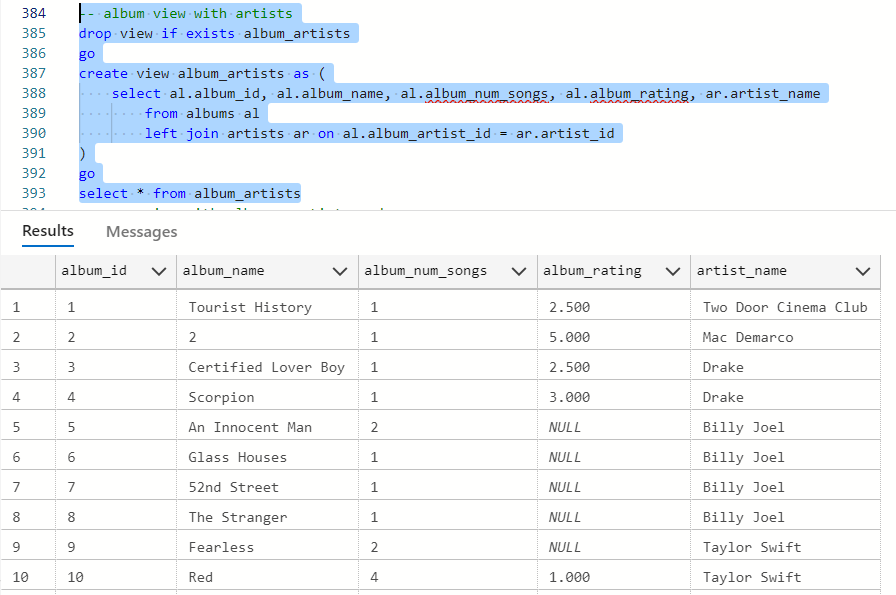 384 -- album view with artists
385 drop view if exists album_artists
386 go
387 create view album_artists as (
388 select al.album_id, al.album_name, al.album_num_songs, al.album_rating, ar.artist_name
389 from albums al
390 left join artists ar on al.album_artist_id = ar.artist_id
391 )
392 go
393 select * from album_artists
Results Messages
album_id album_name album_num_songs album_rating artist_name
1 1 Tourist History 1 2.500 Two Door Cinema Club
2 2 2 1 5.000 Mac Demarco
3 3 Certified Lover Boy 1 2.500 Drake
4 4 Scorpion 1 3.000 Drake
5 5 An Innocent Man 2 NULL Billy Joel
6 6 Glass Houses 1 NULL Billy Joel
7 7 52nd Street 1 NULL Billy Joel
8 8 The Stranger 1 NULL Billy Joel
9 9 Fearless 2 NULL Taylor Swift
10 10 Red 4 1.000 Taylor Swift